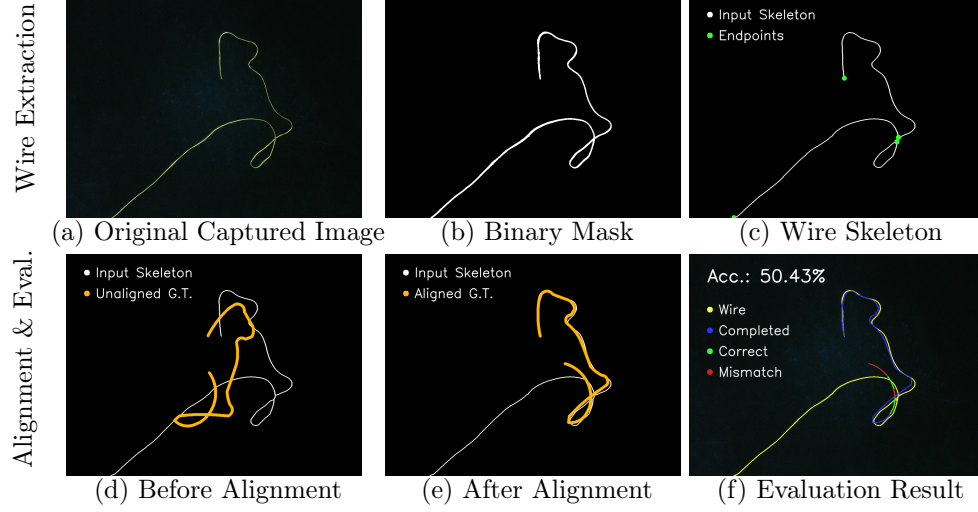 Wire Extraction
Input Skeleton
Endpoints
(a) Original Captured Image
(b) Binary Mask
(c) Wire Skeleton
Alignment & Eval.
Input Skeleton
Unaligned G.T.
Input Skeleton
Aligned G.T.
Acc.: 50.43%
Wire
Completed
Correct
Mismatch
(d) Before Alignment
(e) After Alignment
(f) Evaluation Result